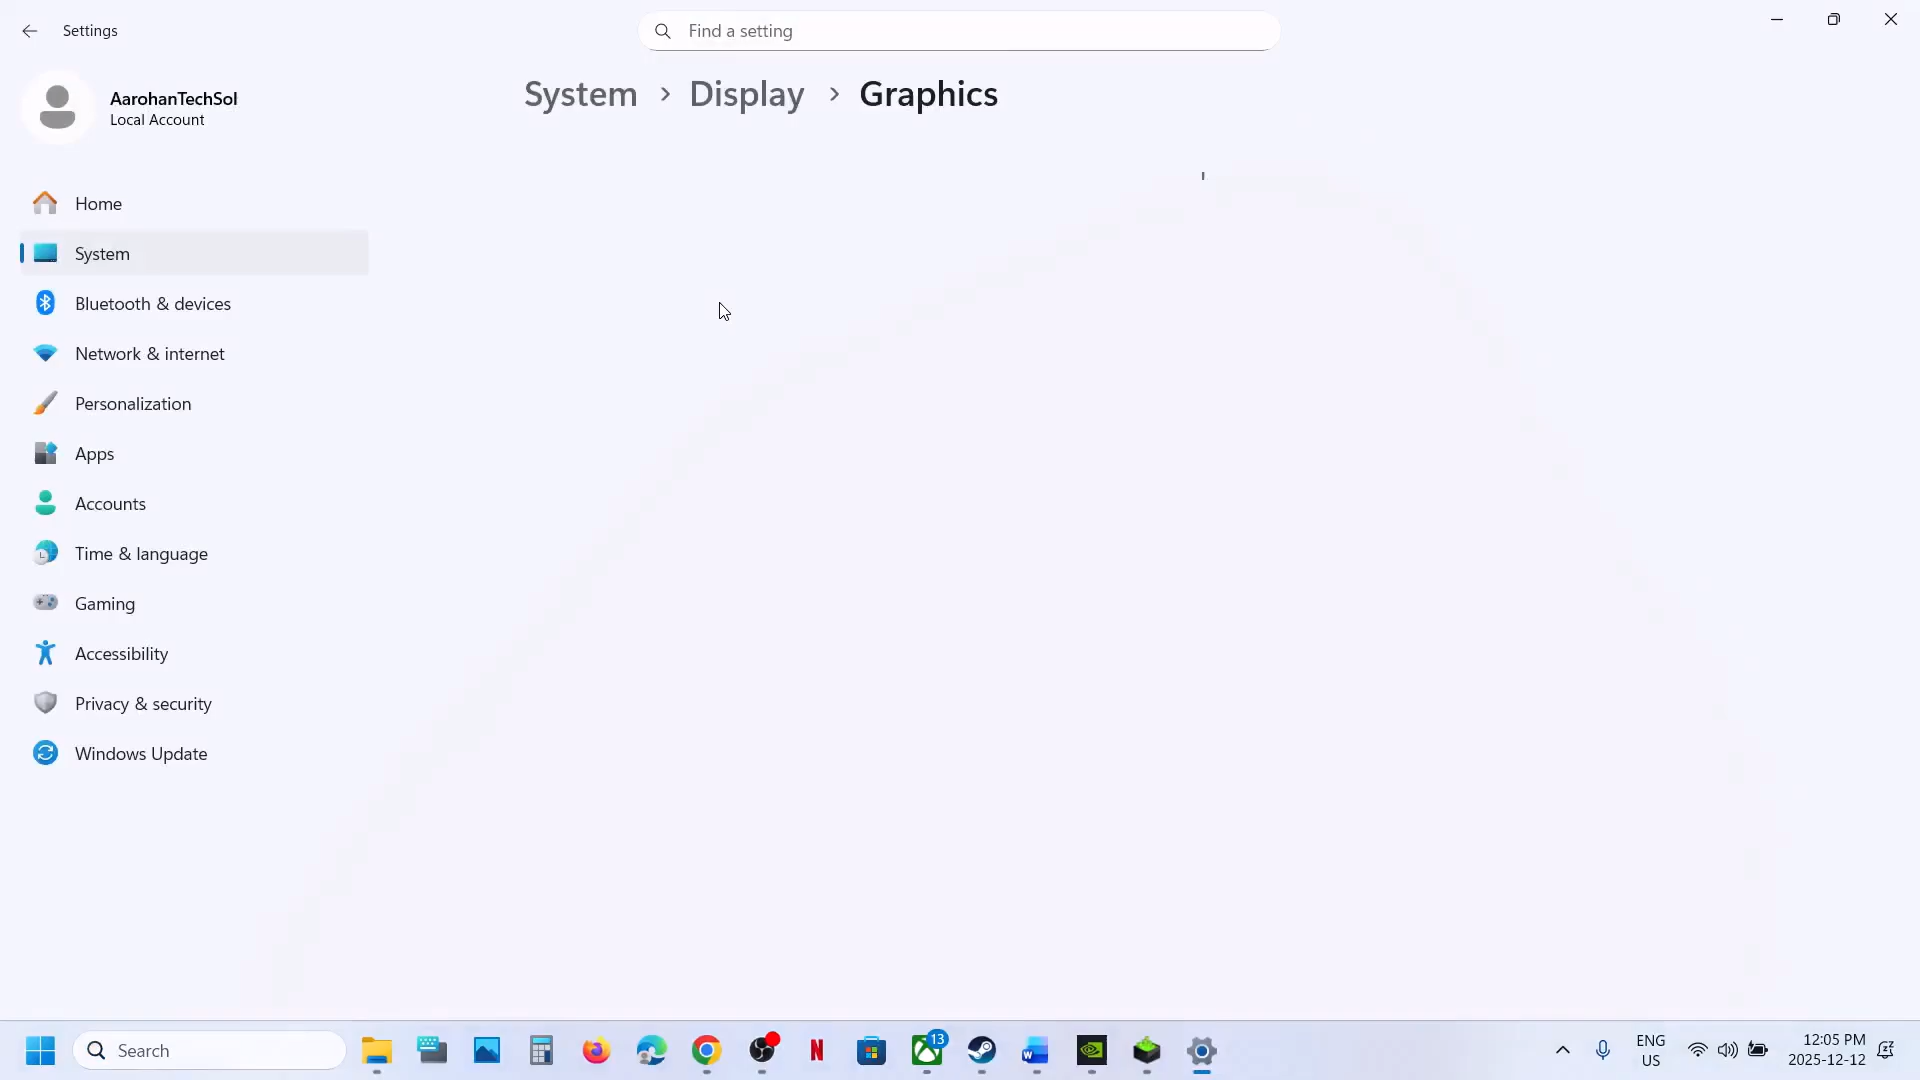 Settings
Find a setting
AarohanTechSol
Local Account
System > Display > Graphics
Home
System
Bluetooth & devices
Network & internet
Personalization
Apps
Accounts
Time & language
Gaming
Accessibility
Privacy & security
Windows Update
Search
13
ENG
US
12:05 PM
2025-12-12